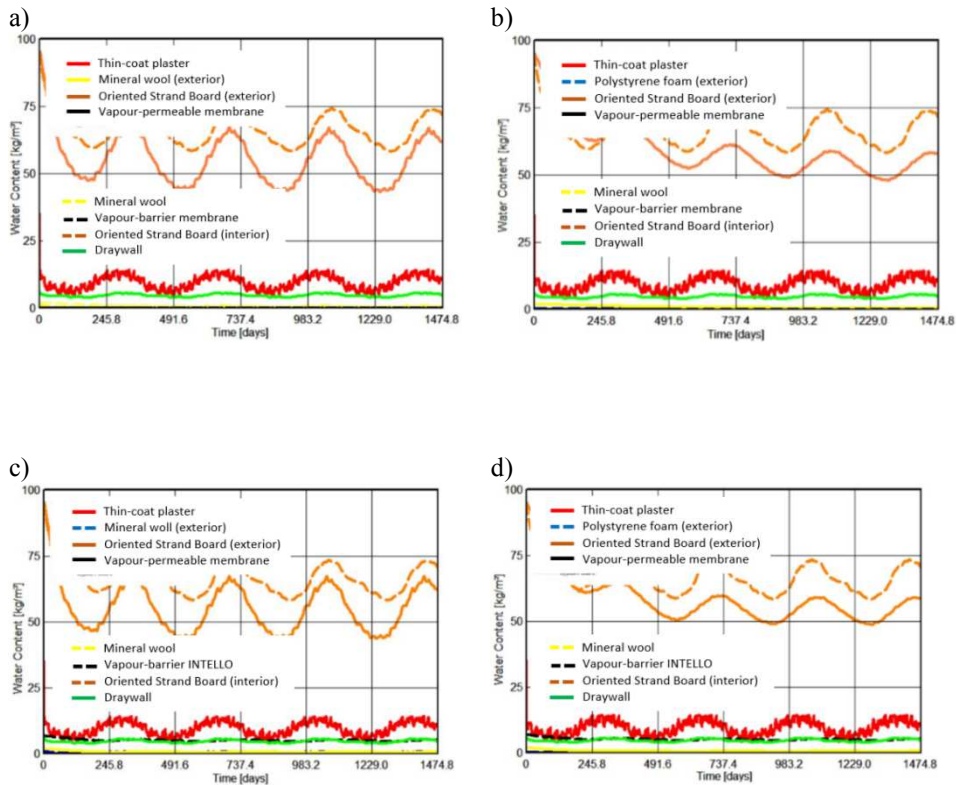 a)
Water Content [kg/m³]
100
75
50
25
0
Thin-coat plaster
Mineral wool (exterior)
Oriented Strand Board (exterior)
Vapour-permeable membrane
Mineral wool
Vapour-barrier membrane
Oriented Strand Board (interior)
Draywall
0 245.8 491.6 737.4 983.2 1229.0 1474.8
Time [days]
b)
Water Content [kg/m³]
100
75
50
25
0
Thin-coat plaster
Polystyrene foam (exterior)
Oriented Strand Board (exterior)
Vapour-permeable membrane
Mineral wool
Vapour-barrier membrane
Oriented Strand Board (interior)
Draywall
0 245.8 491.6 737.4 983.2 1229.0 1474.8
Time [days]
c)
Water Content [kg/m³]
100
75
50
25
0
Thin-coat plaster
Mineral woll (exterior)
Oriented Strand Board (exterior)
Vapour-permeable membrane
Mineral wool
Vapour-barrier INTELLO
Oriented Strand Board (interior)
Draywall
0 245.8 491.6 737.4 983.2 1229.0 1474.8
Time [days]
d)
Water Content [kg/m³]
100
75
50
25
0
Thin-coat plaster
Polystyrene foam (exterior)
Oriented Strand Board (exterior)
Vapour-permeable membrane
Mineral wool
Vapour-barrier INTELLO
Oriented Strand Board (interior)
Draywall
0 245.8 491.6 737.4 983.2 1229.0 1474.8
Time [days]